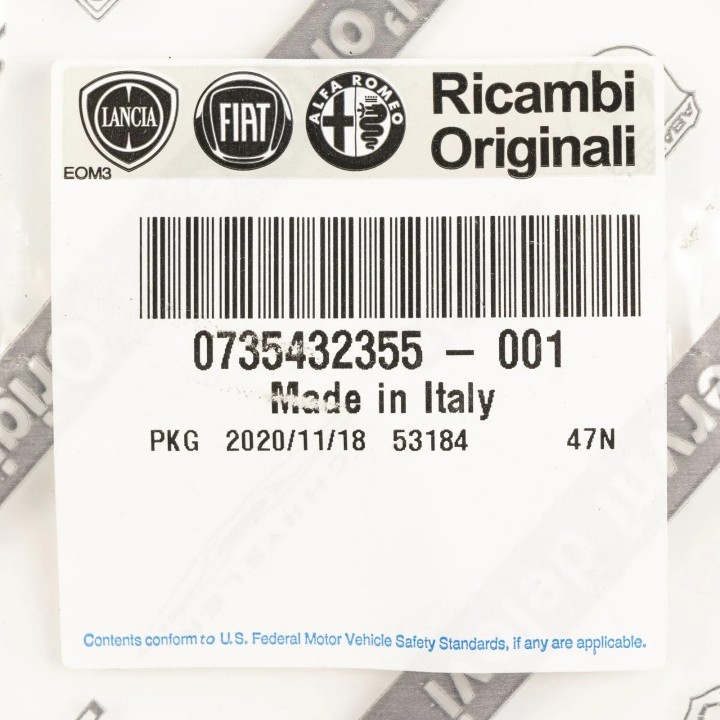 LANCIA
FIAT
ALFA ROMEO
Ricambi
Originali
EOM3
0735432355 - 001
Made in Italy
PKG 2020/11/18 53184 47N
Contents conform to U.S. Federal Motor Vehicle Safety Standards, if any are applicable.